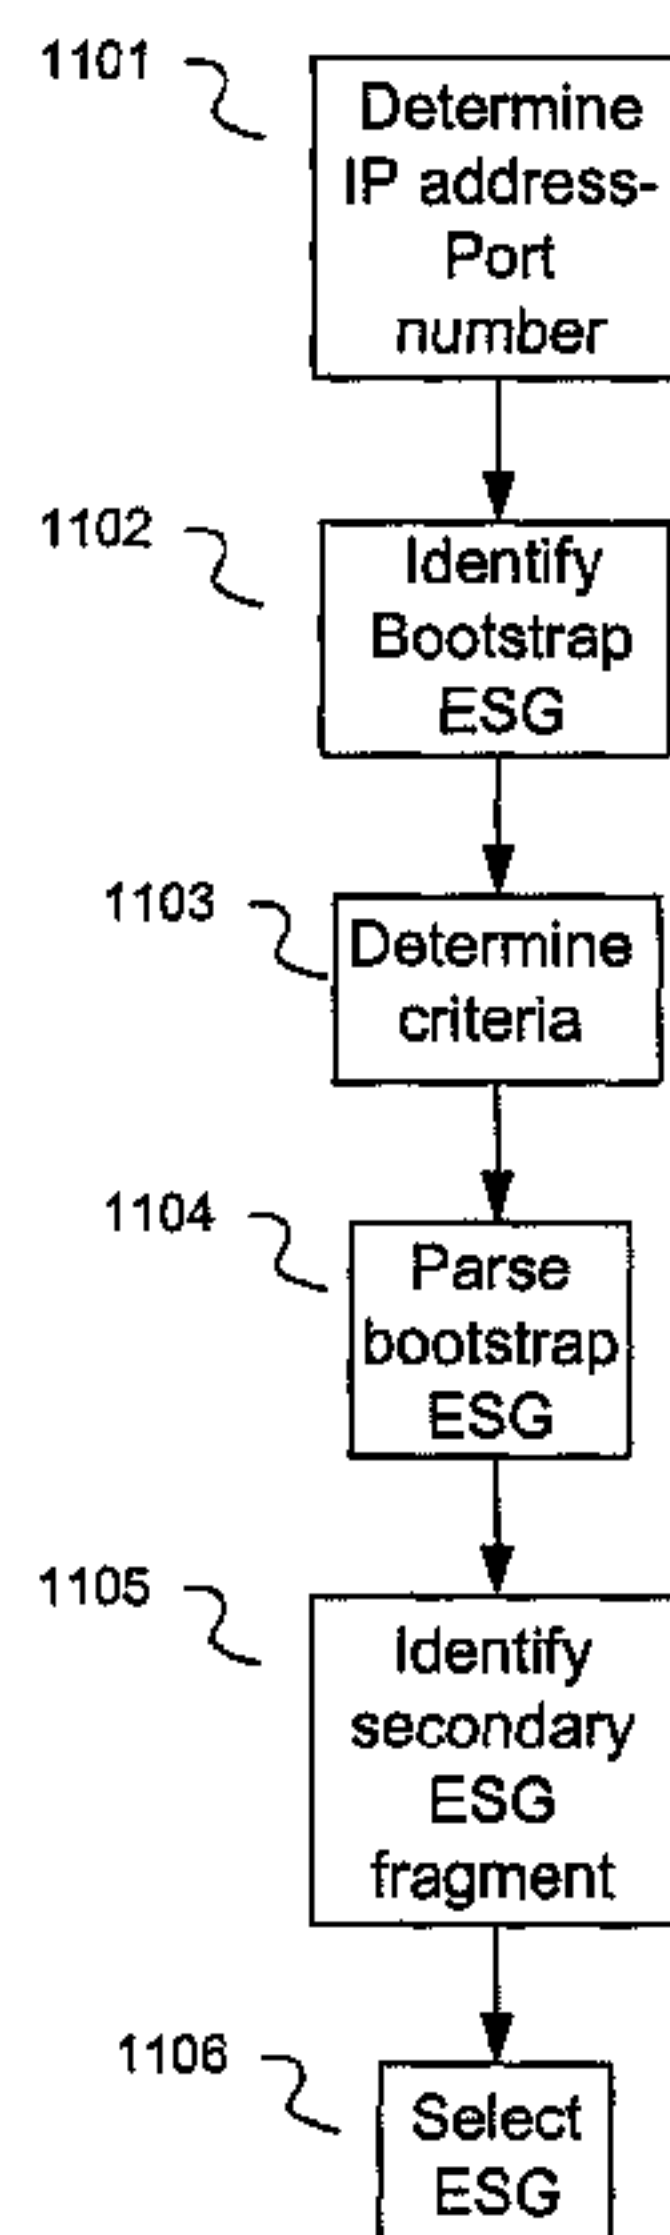 1101
Determine
IP address-
Port
number
1102
Identify
Bootstrap
ESG
1103
Determine
criteria
1104
Parse
bootstrap
ESG
1105
Identify
secondary
ESG
fragment
1106
Select
ESG